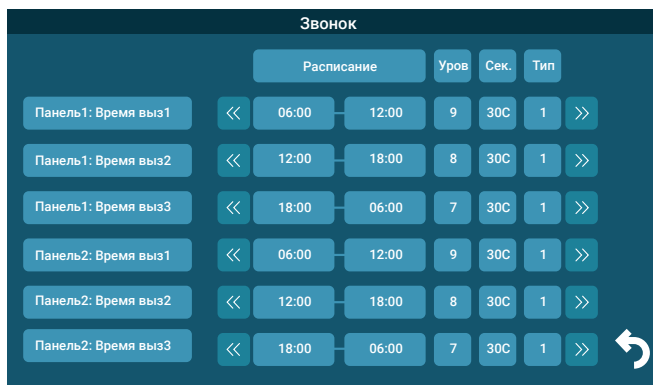 Звонок
Расписание Уров Сек. Тип
Панель1: Время выз1 06:00 12:00 9 30С 1
Панель1: Время выз2 12:00 18:00 8 30С 1
Панель1: Время выз3 18:00 06:00 7 30С 1
Панель2: Время выз1 06:00 12:00 9 30С 1
Панель2: Время выз2 12:00 18:00 8 30С 1
Панель2: Время выз3 18:00 06:00 7 30С 1